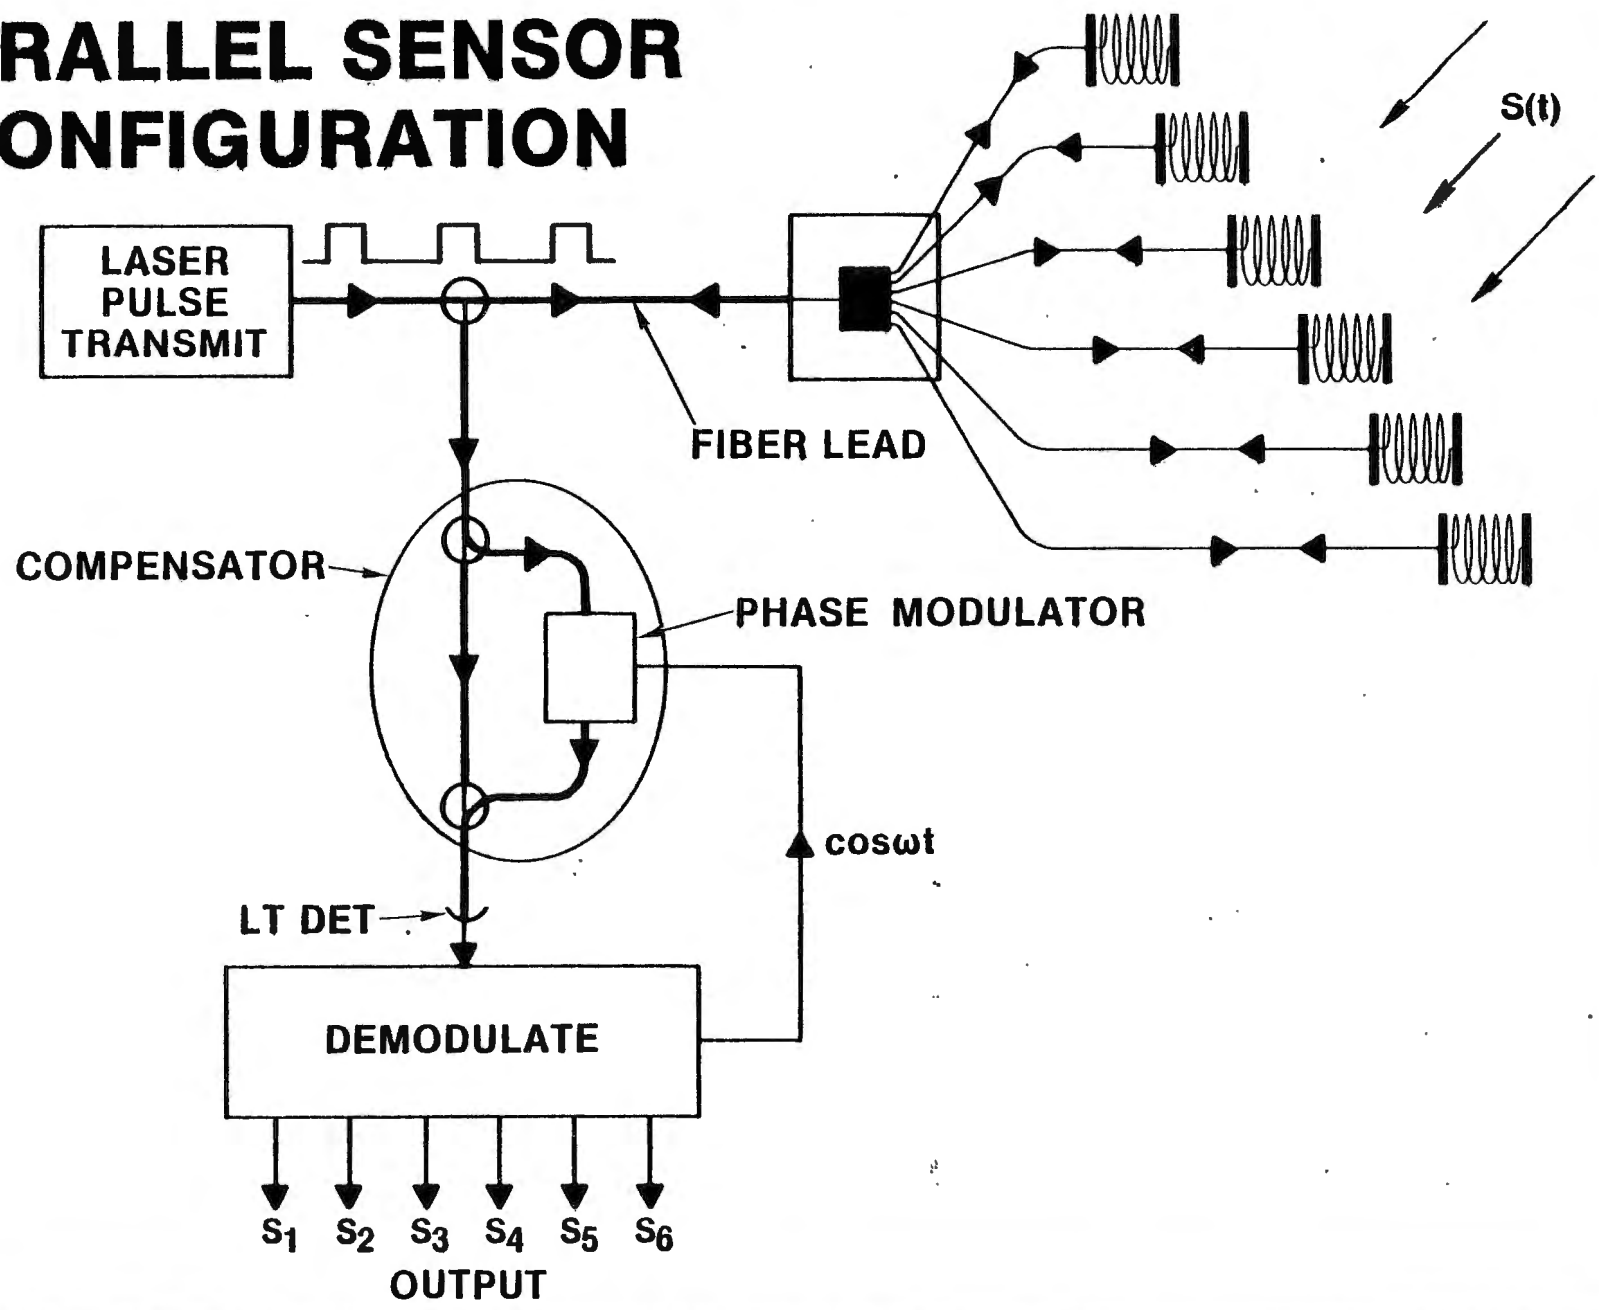 RALLEL SENSOR
ONFIGURATION
S(t)
LASER
PULSE
TRANSMIT
FIBER LEAD
COMPENSATOR
PHASE MODULATOR
cosωt
LT DET
DEMODULATE
S1 S2 S3 S4 S5 S6
OUTPUT